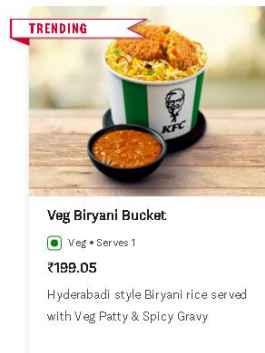 TRENDING
KFC
Veg Biryani Bucket
Veg • Serves 1
₹199.05
Hyderabadi style Biryani rice served
with Veg Patty & Spicy Gravy